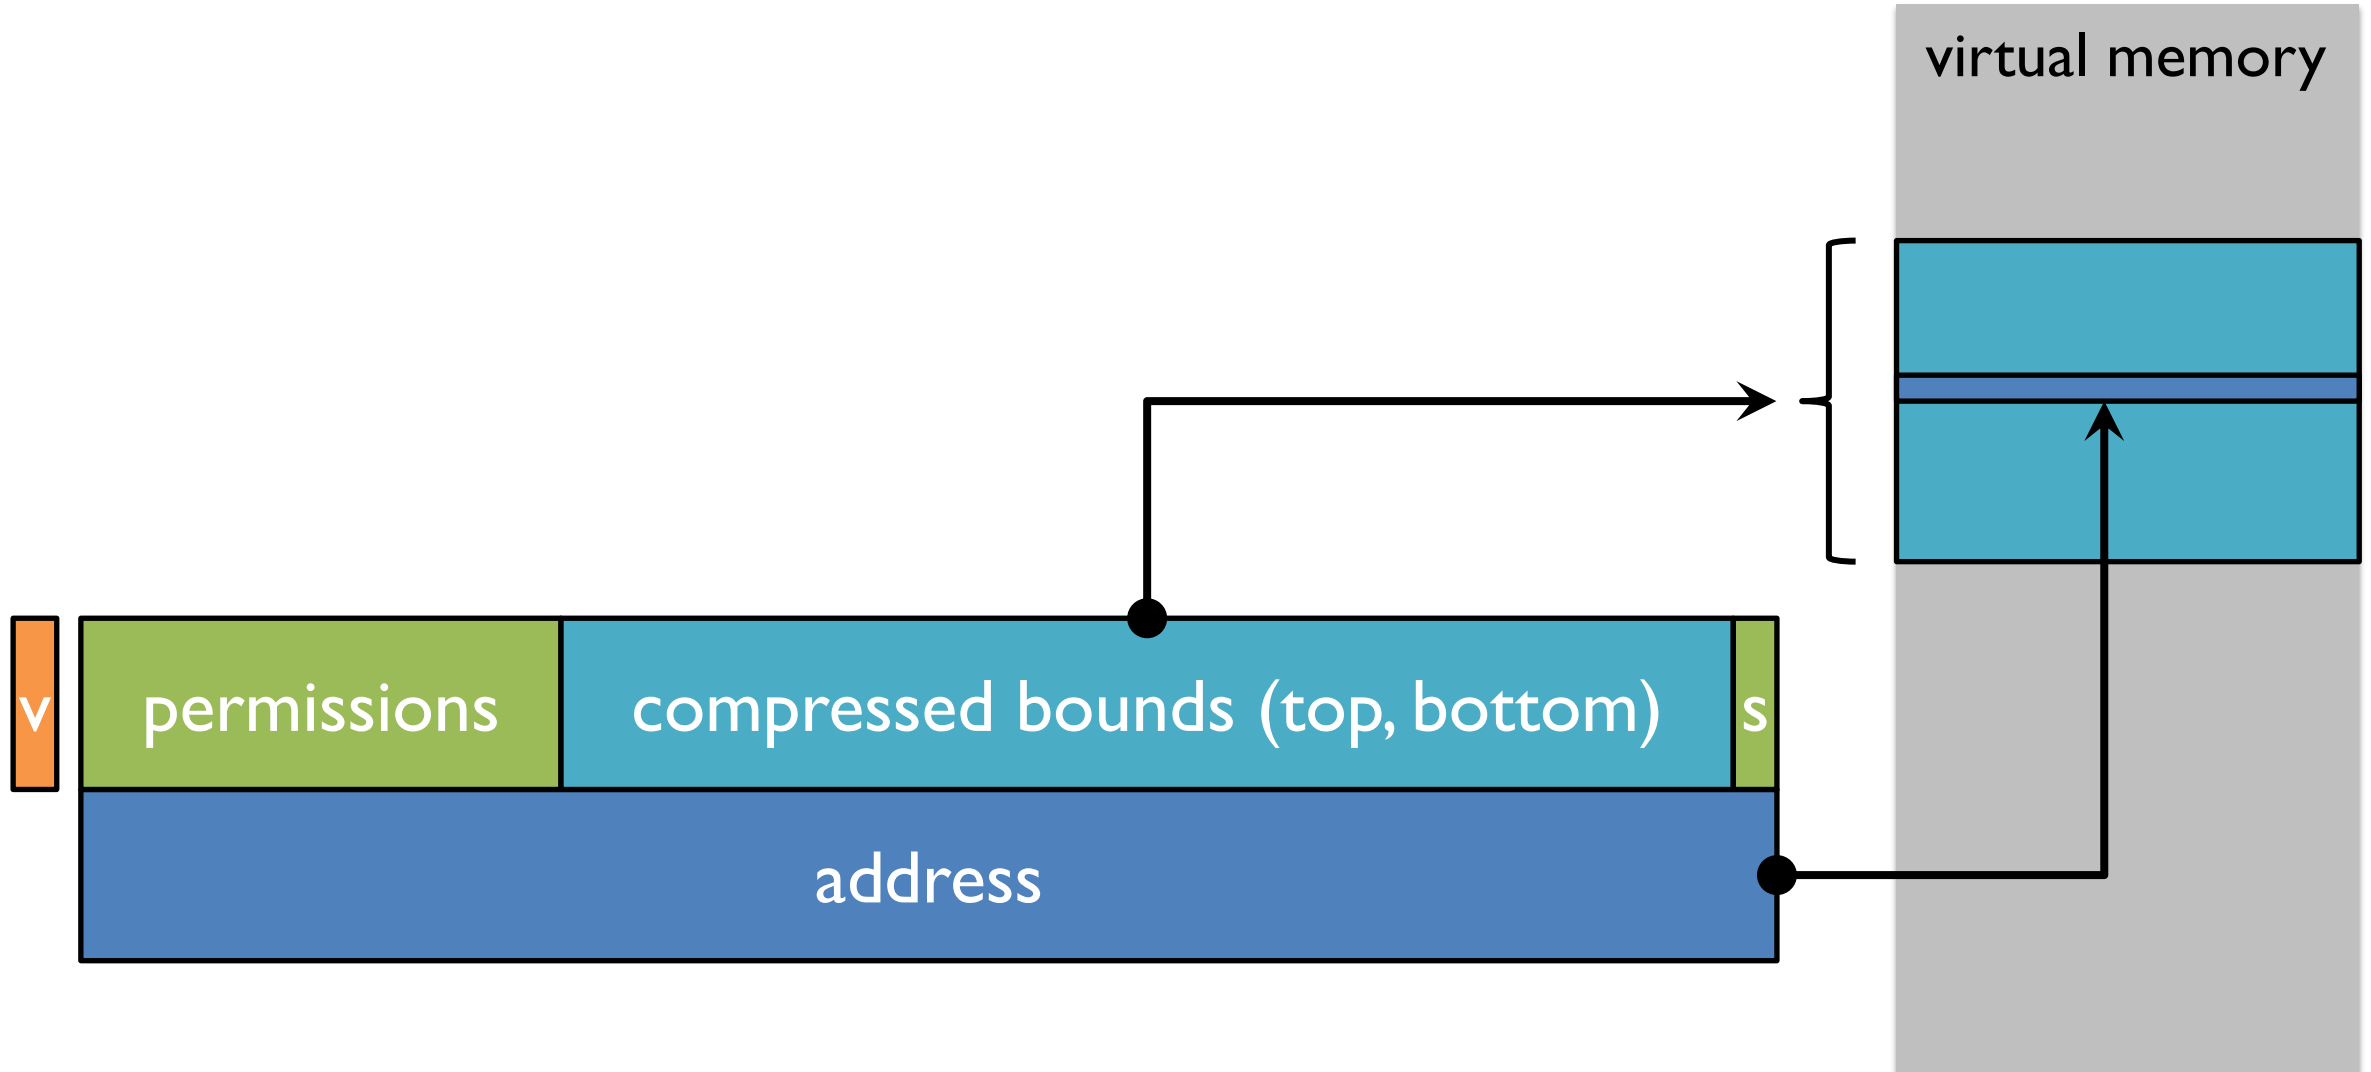 virtual memory
v
permissions
compressed bounds (top, bottom)
s
address